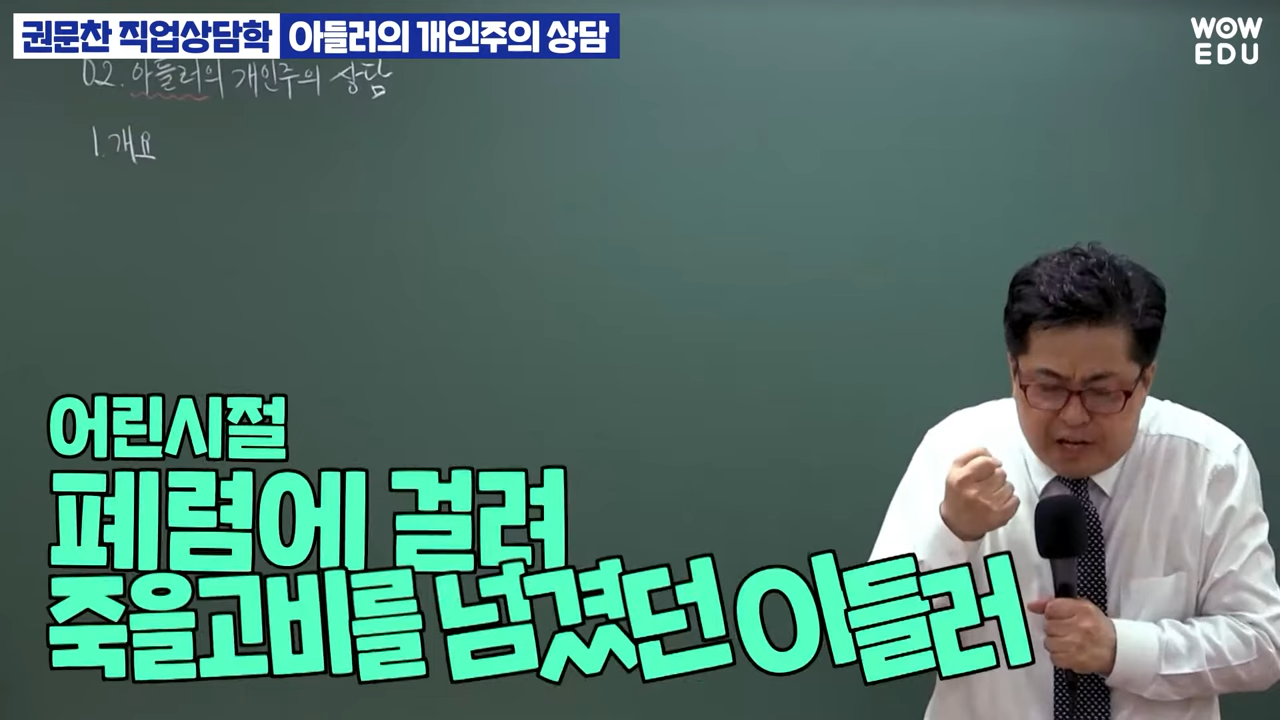 권문찬 직업상담학 아들러의 개인주의 상담
WOW
EDU
02. 아들러의 개인주의 상담
1. 개요
어린시절
폐렴에 걸려
죽을고비를 넘겼던 아들러